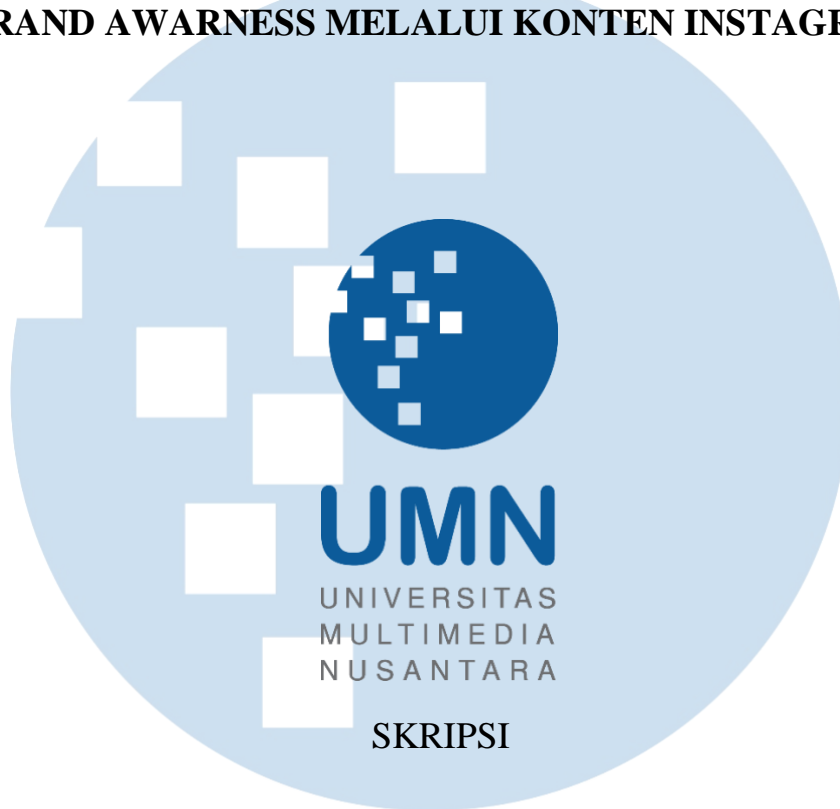 RAND AWARNESS MELALUI KONTEN INSTAG
UMN
UNIVERSITAS
MULTIMEDIA
NUSANTARA
SKRIPSI